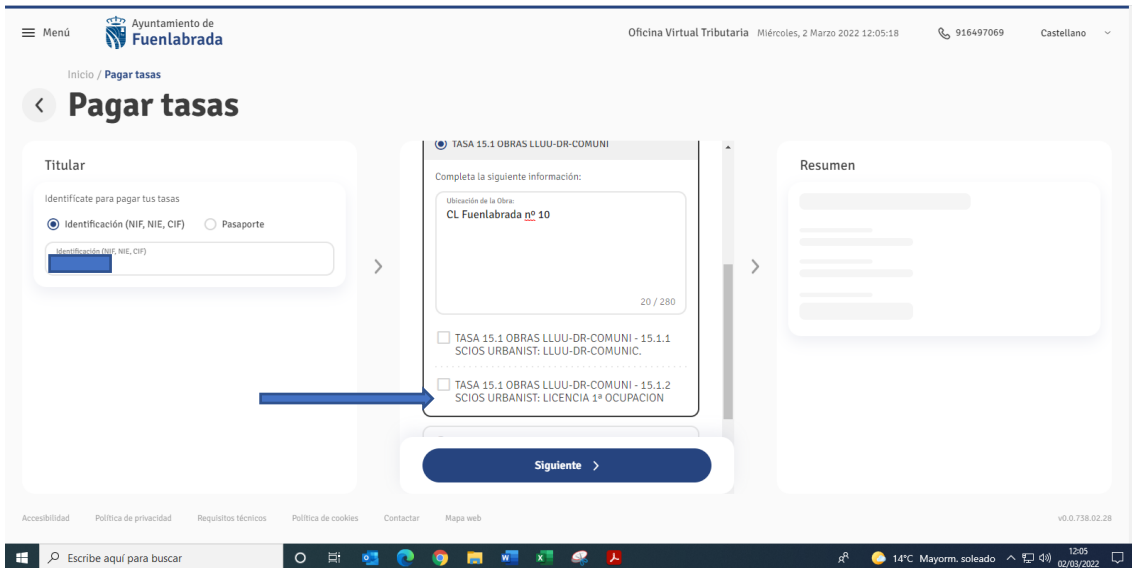 Menú
Ayuntamiento de
Fuenlabrada
Oficina Virtual Tributaria Miércoles, 2 Marzo 2022 12:05:18
916497069
Castellano
Inicio / Pagar tasas
Pagar tasas
Titular
Identifícate para pagar tus tasas
Identificación (NIF, NIE, CIF)
Pasaporte
Identificación (NIF, NIE, CIF)
TASA 15.1 OBRAS LLUU-DR-COMUNI
Completa la siguiente información:
Ubicación de la Obra:
CL Fuenlabrada nº 10
20 / 280
TASA 15.1 OBRAS LLUU-DR-COMUNI - 15.1.1
SCIOS URBANIST: LLUU-DR-COMUNIC.
TASA 15.1 OBRAS LLUU-DR-COMUNI - 15.1.2
SCIOS URBANIST: LICENCIA 1ª OCUPACION
Siguiente
Resumen
Accesibilidad
Política de privacidad
Requisitos técnicos
Política de cookies
Contactar
Mapa web
v0.0.738.02.28
Escribe aquí para buscar
14°C Mayorm. soleado
12:05
02/03/2022